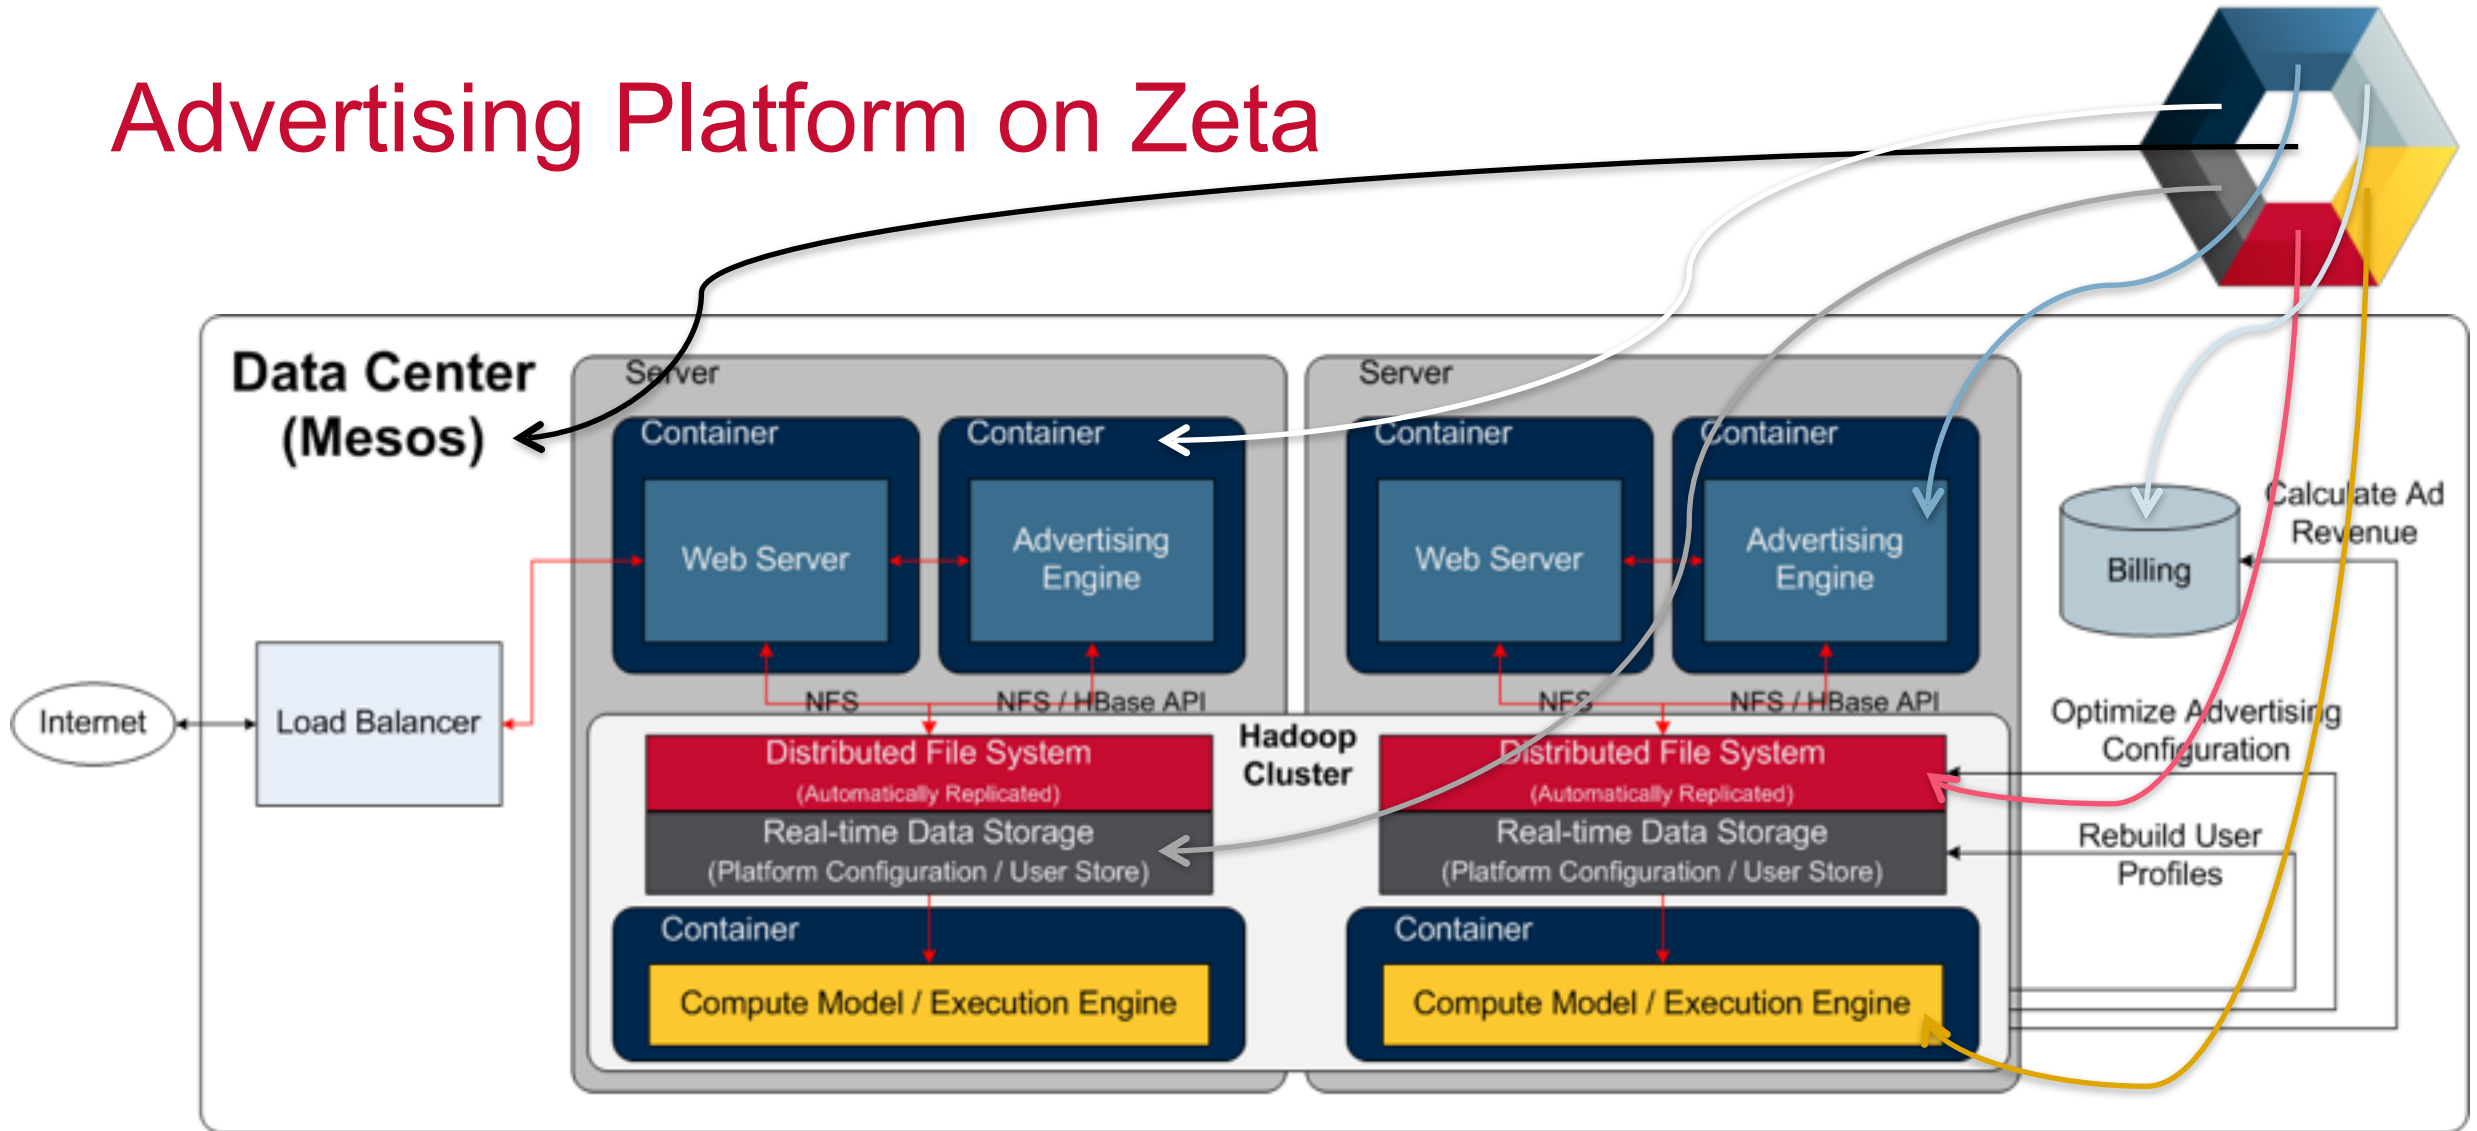 Advertising Platform on Zeta
Data Center
(Mesos)
Server
Server
Container
Container
Container
Container
Web Server
Advertising
Engine
Web Server
Advertising
Engine
Billing
Calculate Ad
Revenue
Internet
Load Balancer
NFS
NFS / HBase API
NFS
NFS / HBase API
Optimize Advertising
Configuration
Hadoop
Cluster
Distributed File System
(Automatically Replicated)
Real-time Data Storage
(Platform Configuration / User Store)
Distributed File System
(Automatically Replicated)
Real-time Data Storage
(Platform Configuration / User Store)
Rebuild User
Profiles
Container
Container
Compute Model / Execution Engine
Compute Model / Execution Engine